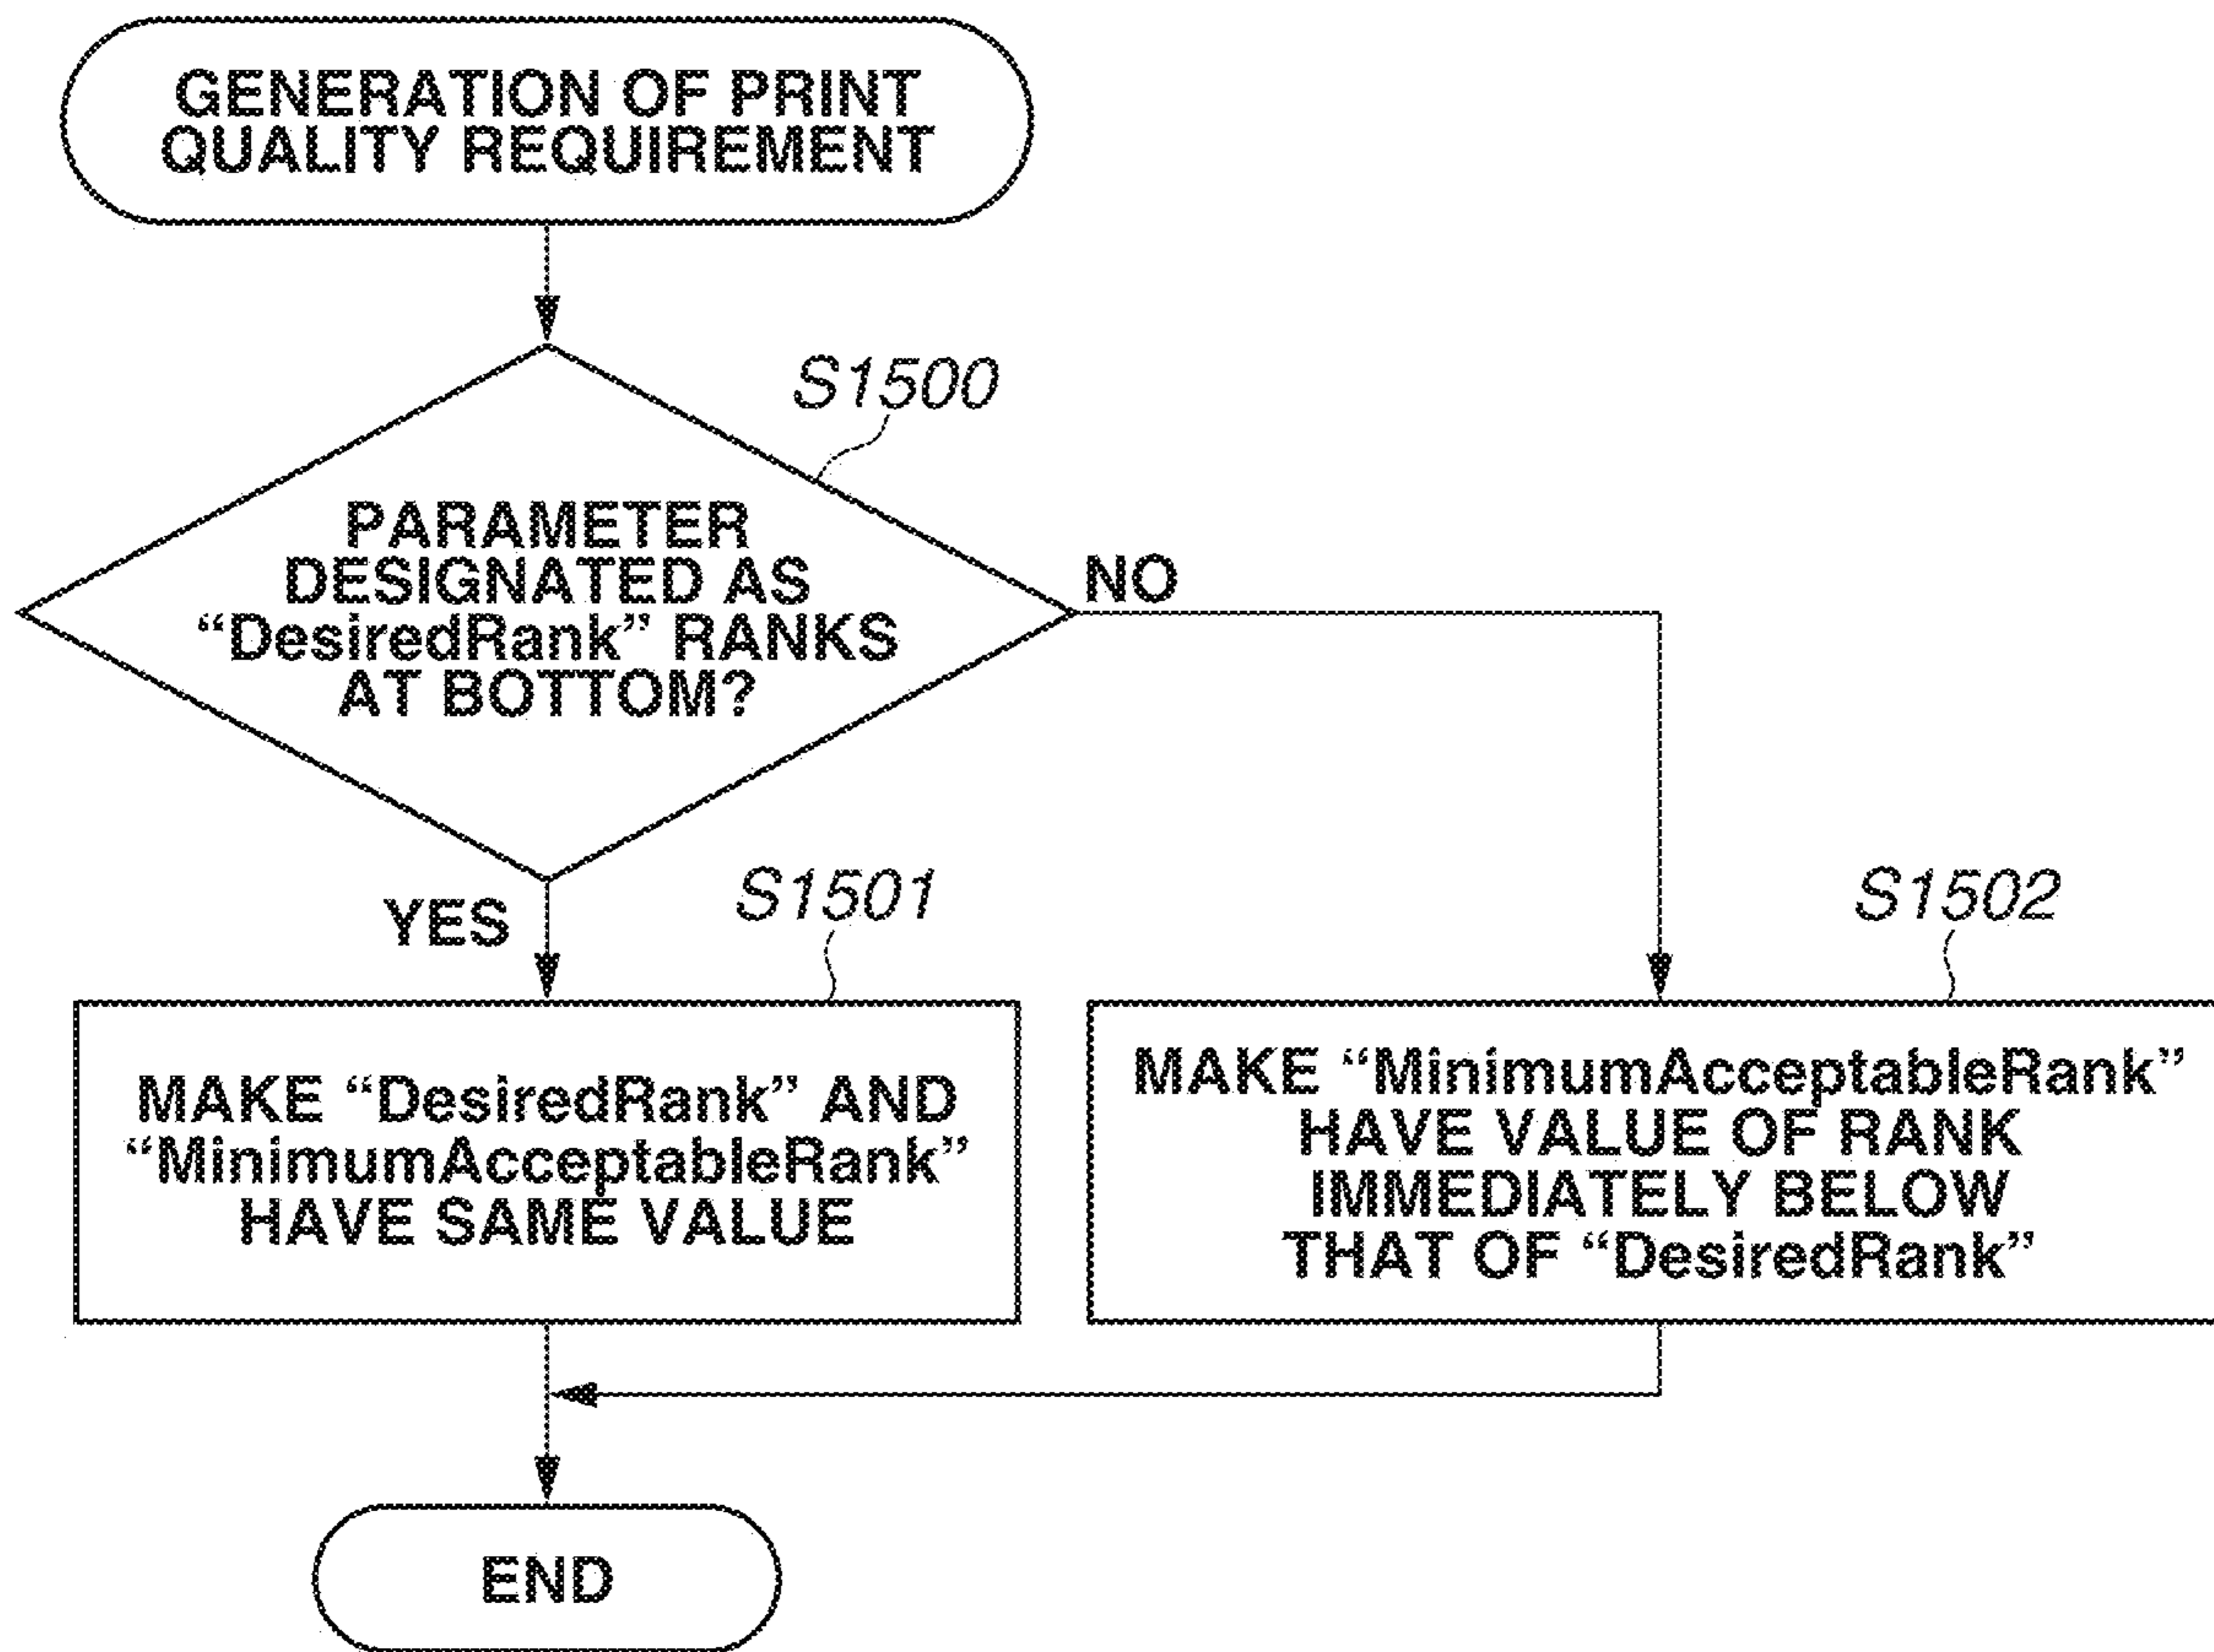 GENERATION OF PRINT
QUALITY REQUIREMENT
S1500
PARAMETER
DESIGNATED AS
“DesiredRank” RANKS
AT BOTTOM?
NO
YES
S1501
S1502
MAKE “DesiredRank” AND
“MinimumAcceptableRank”
HAVE SAME VALUE
MAKE “MinimumAcceptableRank”
HAVE VALUE OF RANK
IMMEDIATELY BELOW
THAT OF “DesiredRank”
END